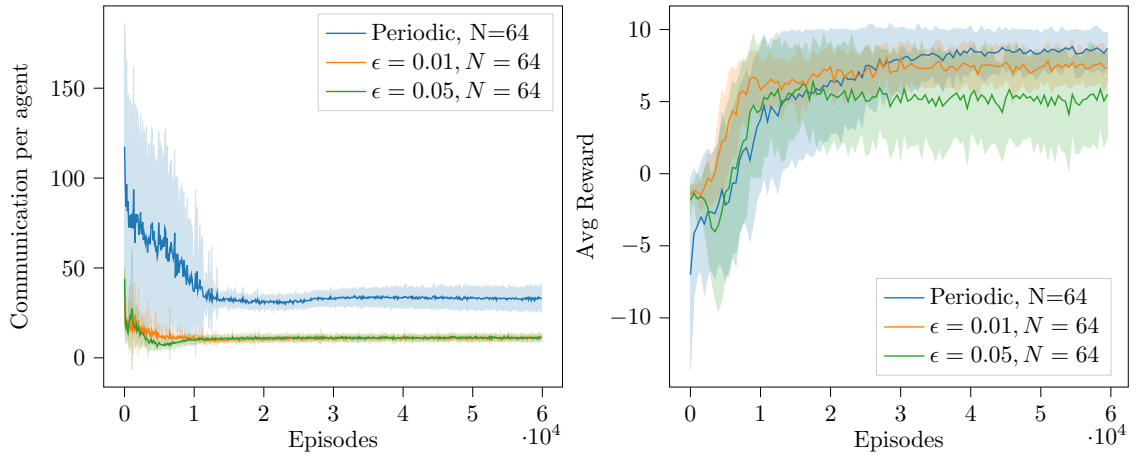 Communication per agent
150
100
50
0
Periodic, N=64
ϵ = 0.01, N = 64
ϵ = 0.05, N = 64
0 1 2 3 4 5 6
·10⁴
Episodes
Avg Reward
10
5
0
−5
−10
Periodic, N=64
ϵ = 0.01, N = 64
ϵ = 0.05, N = 64
0 1 2 3 4 5 6
·10⁴
Episodes